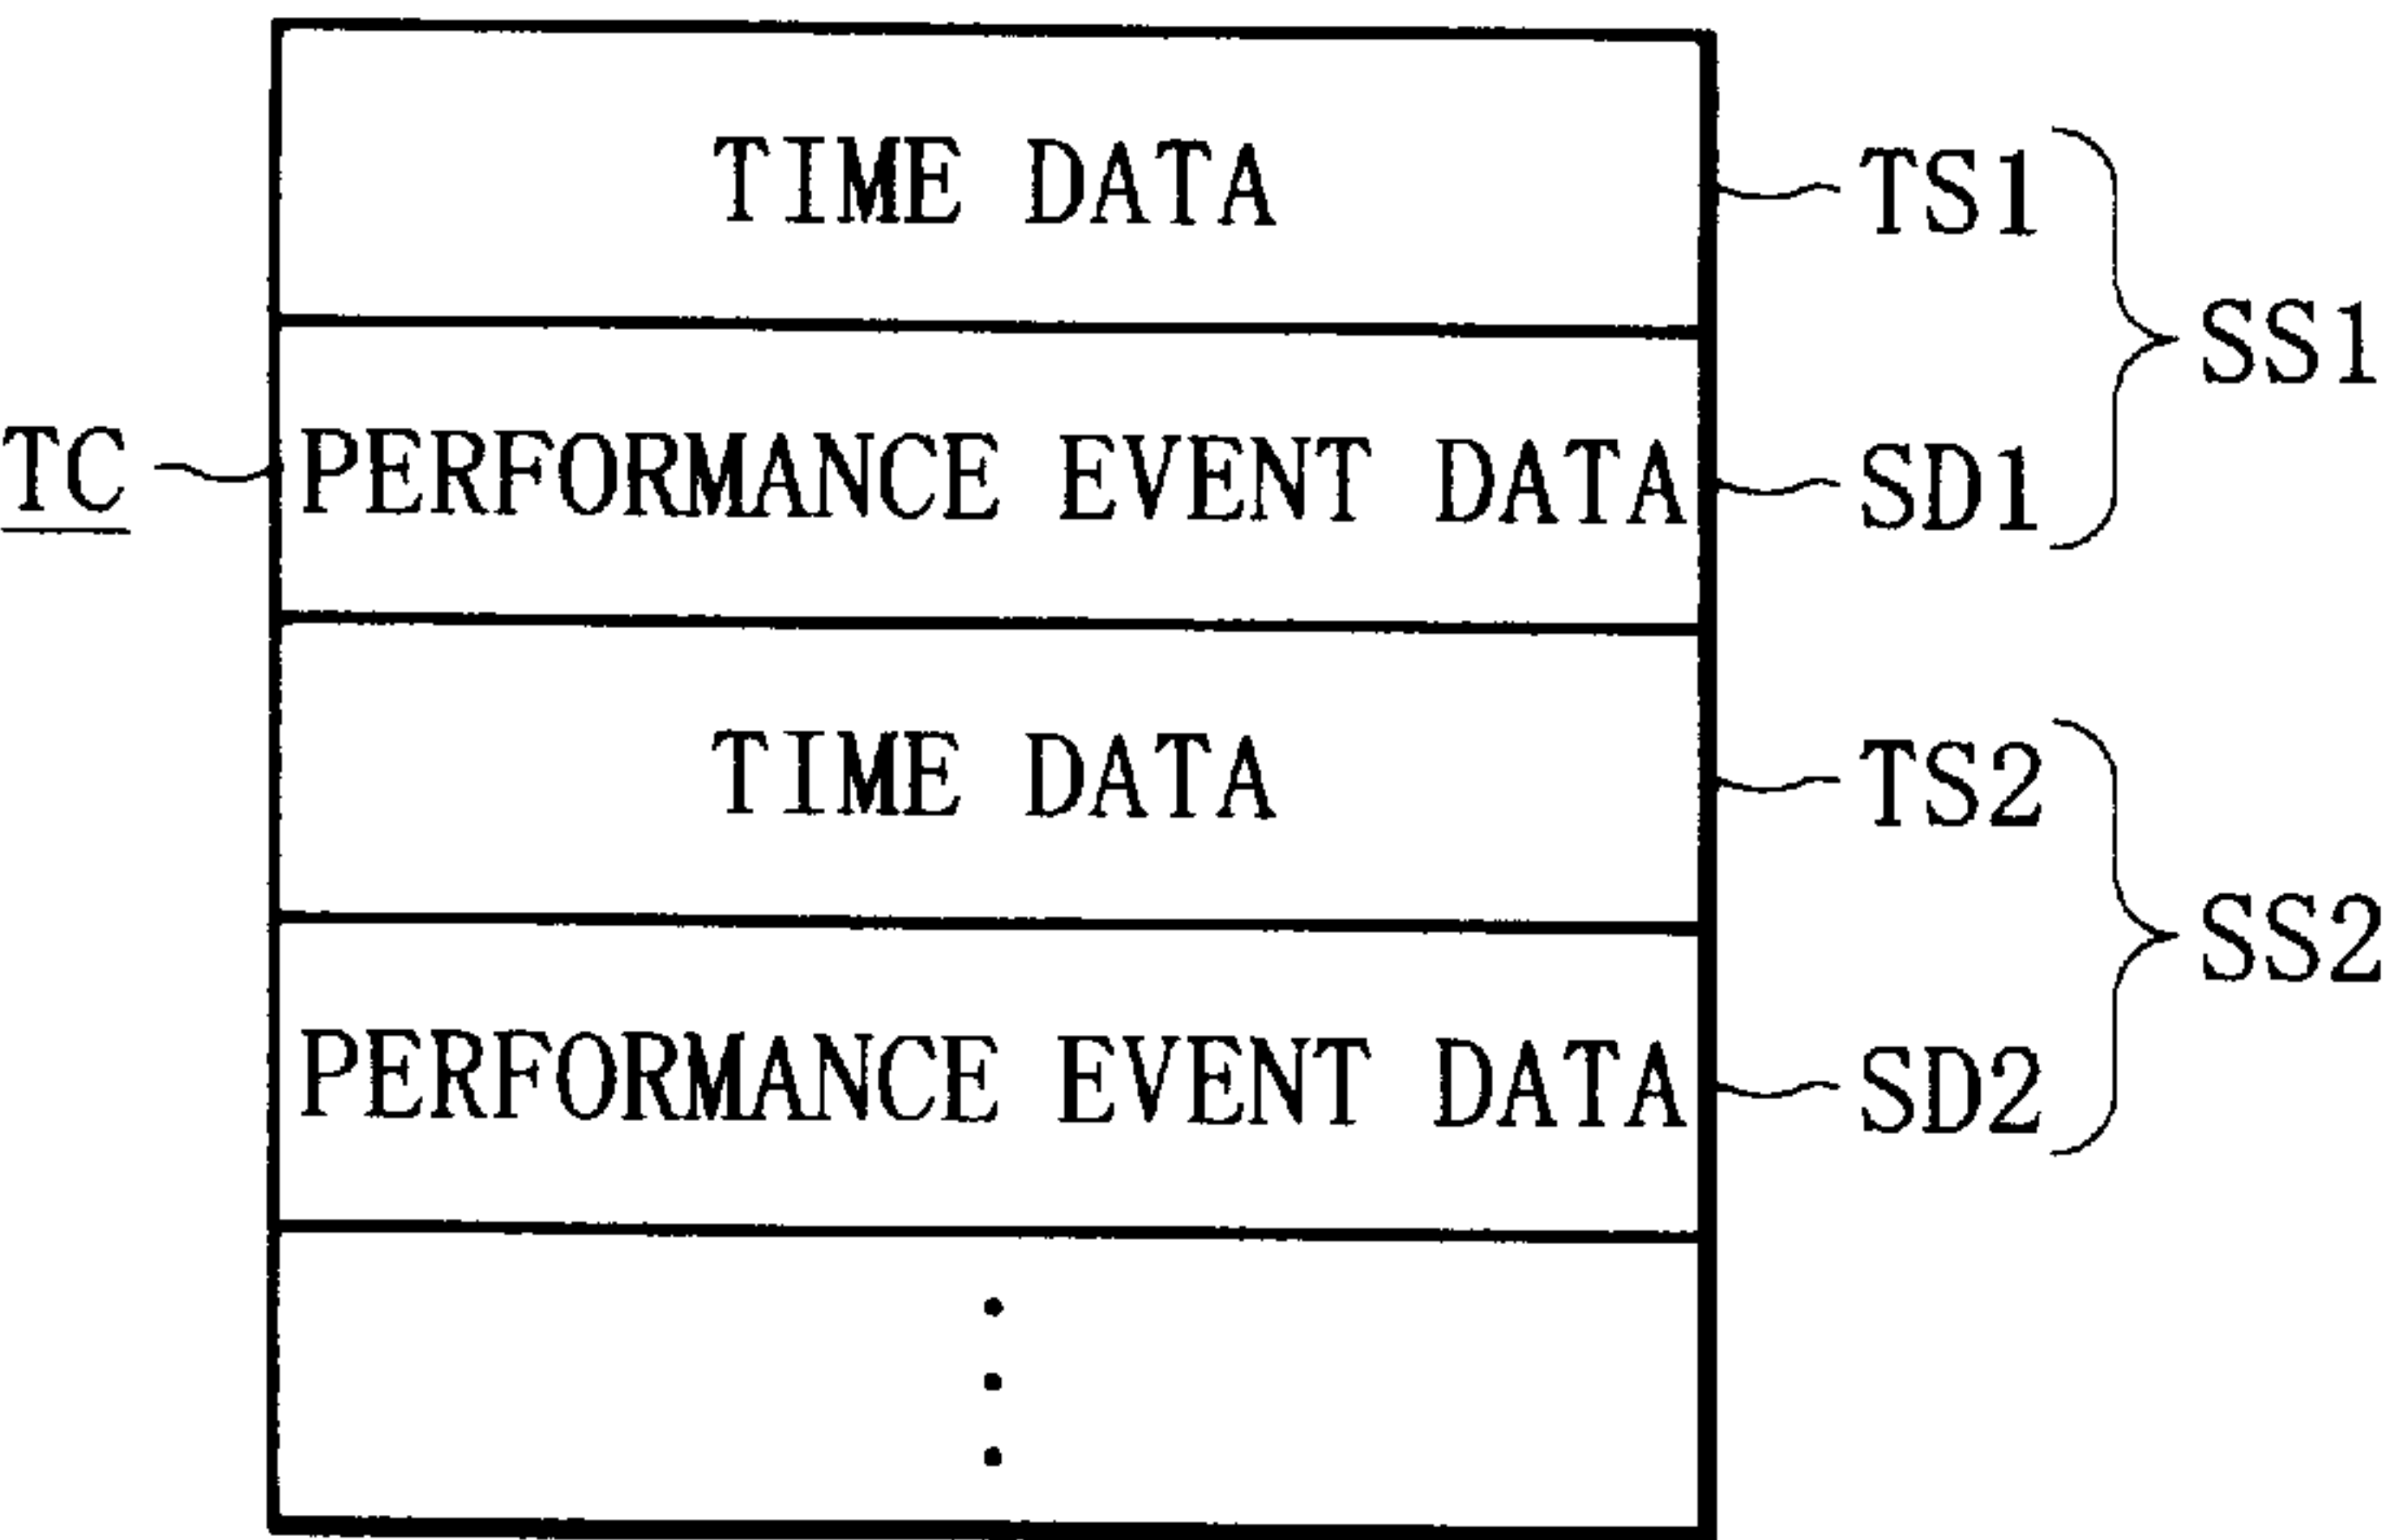 TIME DATA
TS1
SS1
TC
PERFORMANCE EVENT DATA
SD1
TIME DATA
TS2
SS2
PERFORMANCE EVENT DATA
SD2